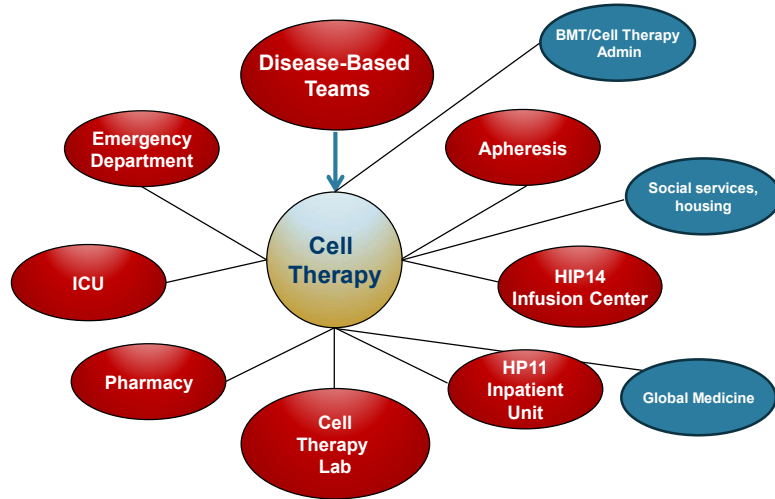 Disease-Based
Teams
BMT/Cell Therapy
Admin
Emergency
Department
Apheresis
Social services,
housing
Cell
Therapy
ICU
HIP14
Infusion Center
Pharmacy
HP11
Inpatient
Unit
Global Medicine
Cell
Therapy
Lab